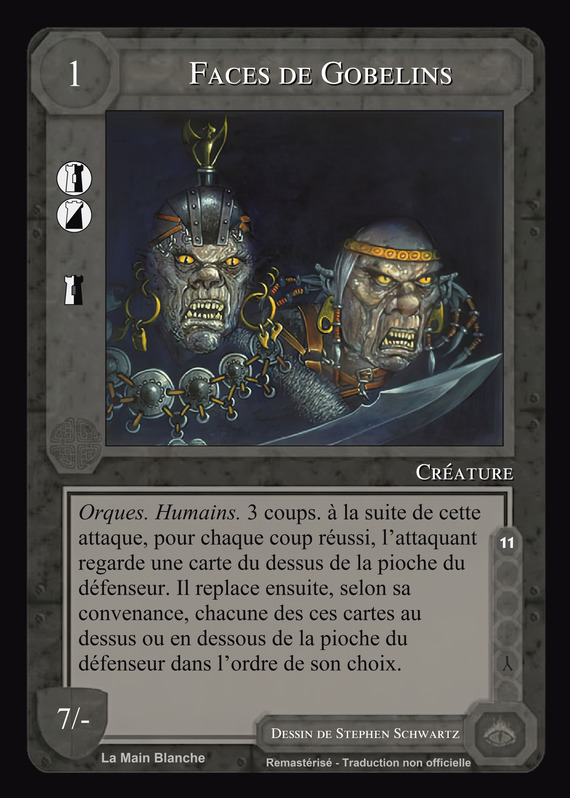 1
Faces de Gobelins
Créature
Orques. Humains. 3 coups. à la suite de cette
attaque, pour chaque coup réussi, l’attaquant
regarde une carte du dessus de la pioche du
défenseur. Il replace ensuite, selon sa
convenance, chacune des ces cartes au
dessus ou en dessous de la pioche du
défenseur dans l’ordre de son choix.
11
7/-
Dessin de Stephen Schwartz
La Main Blanche
Remastérisé - Traduction non officielle